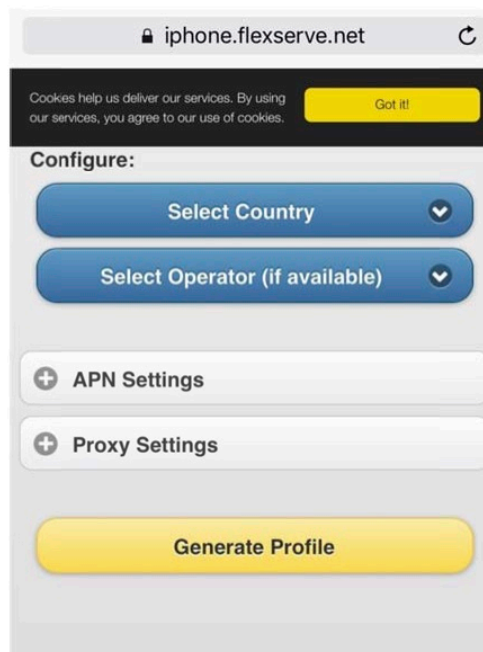 iphone.flexserve.net
Cookies help us deliver our services. By using
our services, you agree to our use of cookies.
Got it!
Configure:
Select Country
Select Operator (if available)
APN Settings
Proxy Settings
Generate Profile